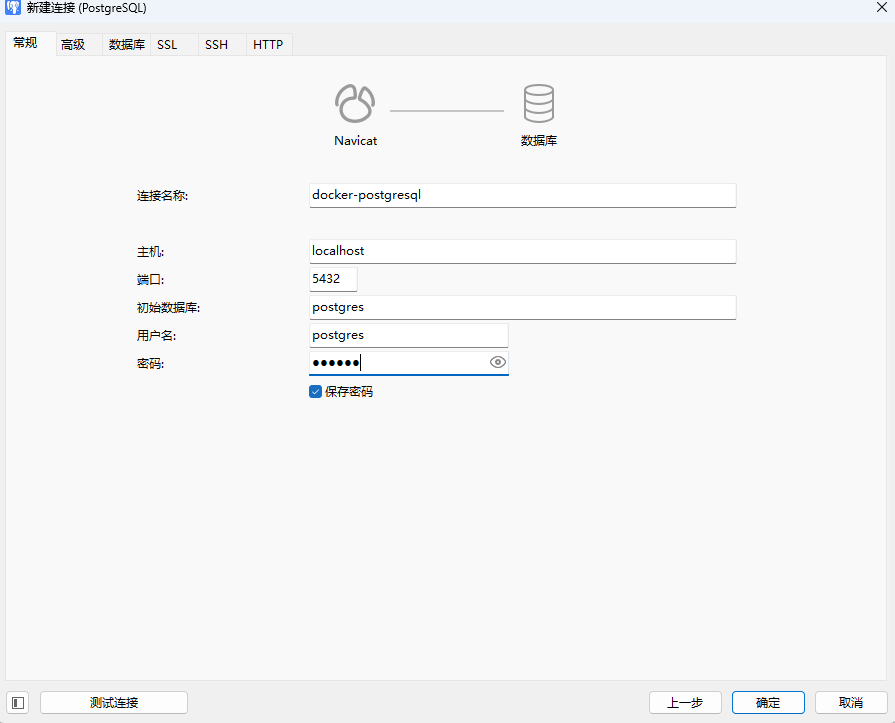 新建连接 (PostgreSQL)
常规 高级 数据库 SSL SSH HTTP
Navicat 数据库
连接名称: docker-postgresql
主机: localhost
端口: 5432
初始数据库: postgres
用户名: postgres
密码: ●●●●●●
保存密码
测试连接 上一步 确定 取消